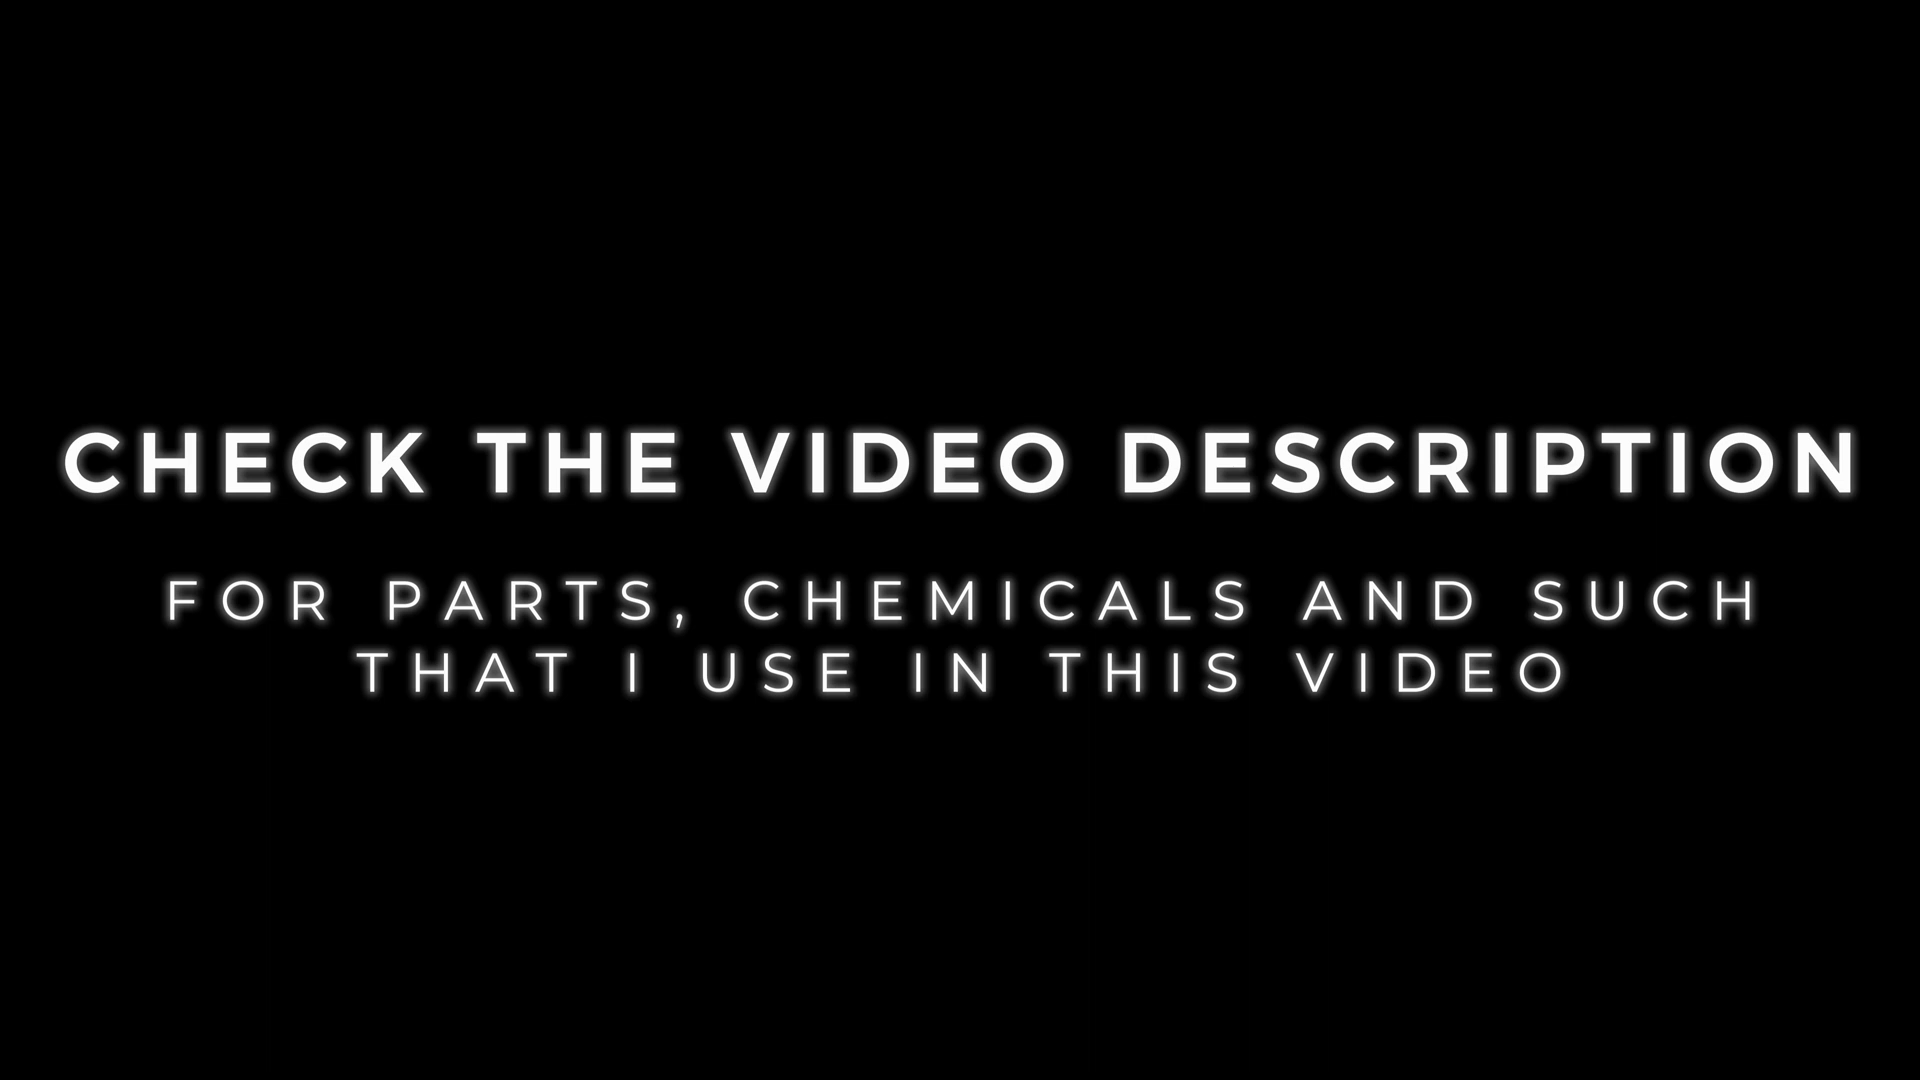 CHECK THE VIDEO DESCRIPTION
FOR PARTS, CHEMICALS AND SUCH
THAT I USE IN THIS VIDEO